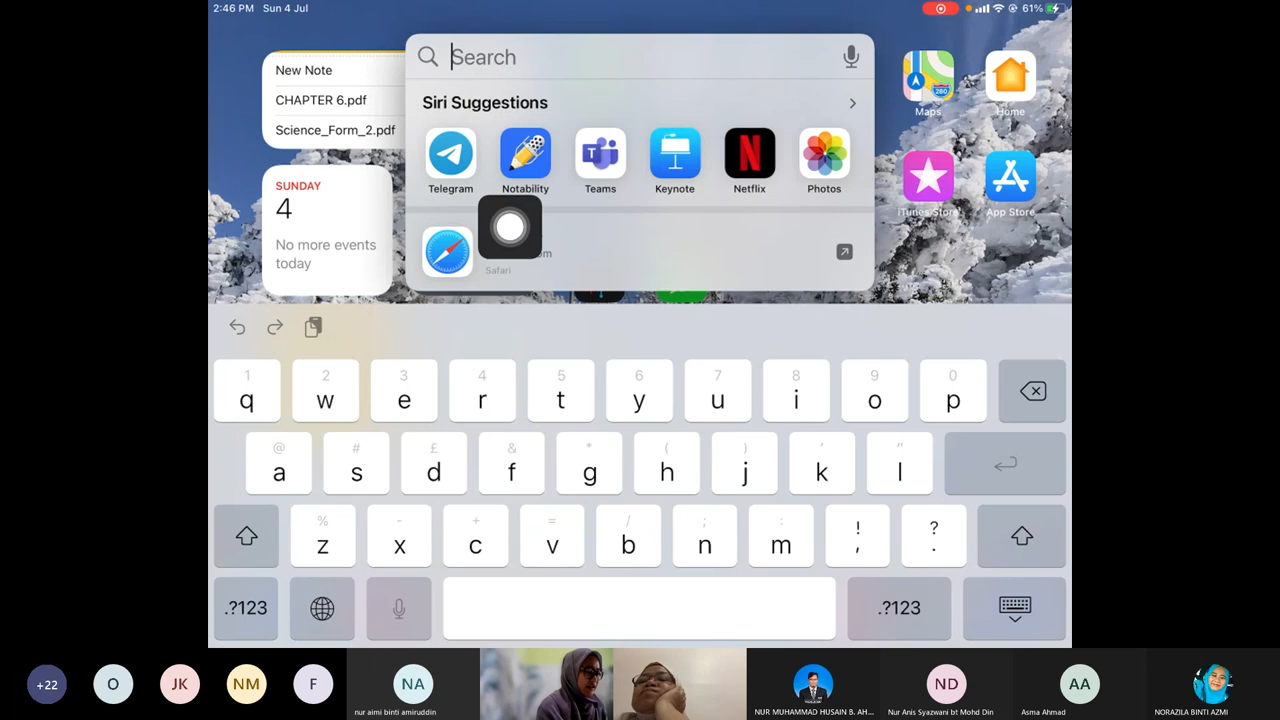 2:46 PM Sun 4 Jul
61%
New Note
CHAPTER 6.pdf
Science_Form_2.pdf
SUNDAY
4
No more events
today
Search
Siri Suggestions
Telegram
Notability
Teams
Keynote
Netflix
Photos
Safari
Maps
280
Home
iTunes Store
App Store
1 2 3 4 5 6 7 8 9 0
q w e r t y u i o p
@ # £ & * ( ) ' "
a s d f g h j k l
% - + = / ; : ! ?
z x c v b n m , .
.?123 .?123
+22
O
JK
NM
F
NA
nur aimi binti amiruddin
NUR MUHAMMAD HUSAIN B. AH...
ND
Nur Anis Syazwani bt Mohd Din
AA
Asma Ahmad
NORAZILA BINTI AZMI